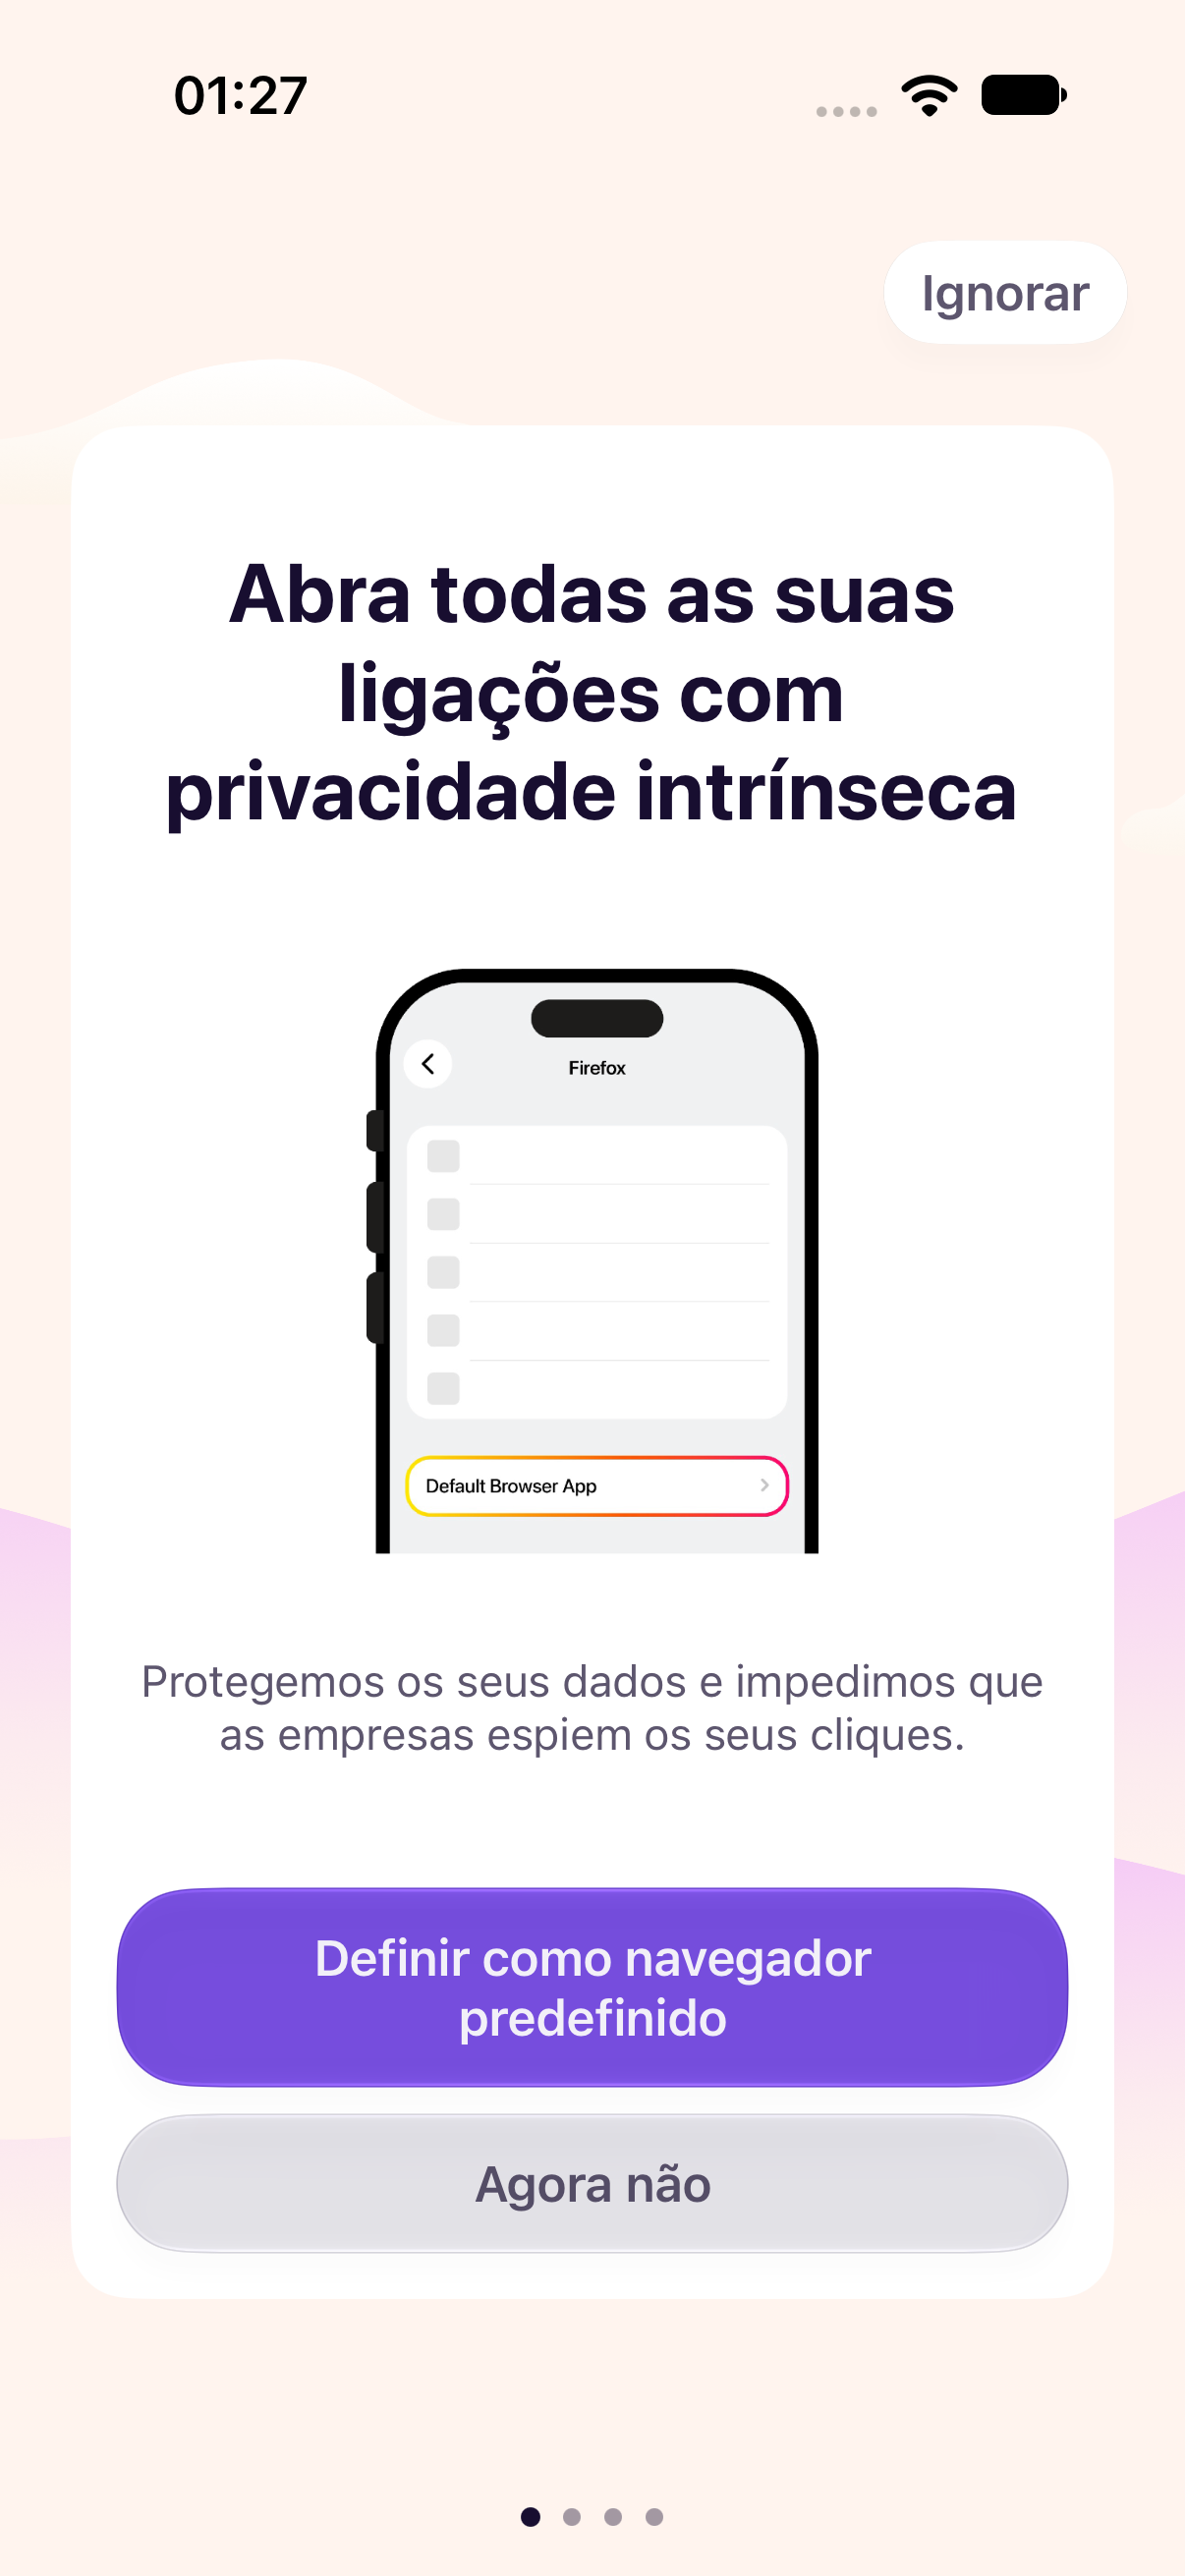 01:27
Ignorar
Abra todas as suas
ligações com
privacidade intrínseca
Firefox
Default Browser App
Protegemos os seus dados e impedimos que
as empresas espiem os seus cliques.
Definir como navegador
predefinido
Agora não